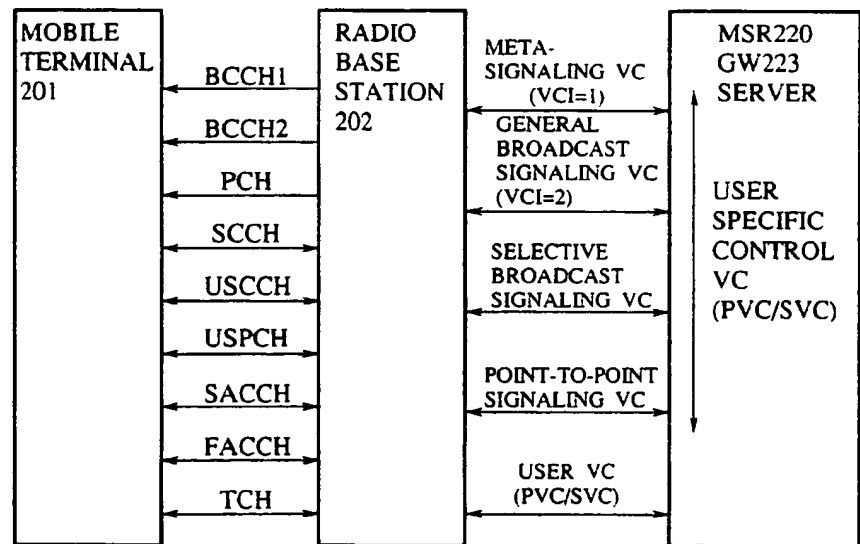 MOBILE
TERMINAL
201
BCCH1
BCCH2
PCH
SCCH
USCCH
USPCH
SACCH
FACCH
TCH
RADIO
BASE
STATION
202
META-
SIGNALING VC
(VCI=1)
GENERAL
BROADCAST
SIGNALING VC
(VCI=2)
SELECTIVE
BROADCAST
SIGNALING VC
POINT-TO-POINT
SIGNALING VC
USER VC
(PVC/SVC)
MSR220
GW223
SERVER
USER
SPECIFIC
CONTROL
VC
(PVC/SVC)